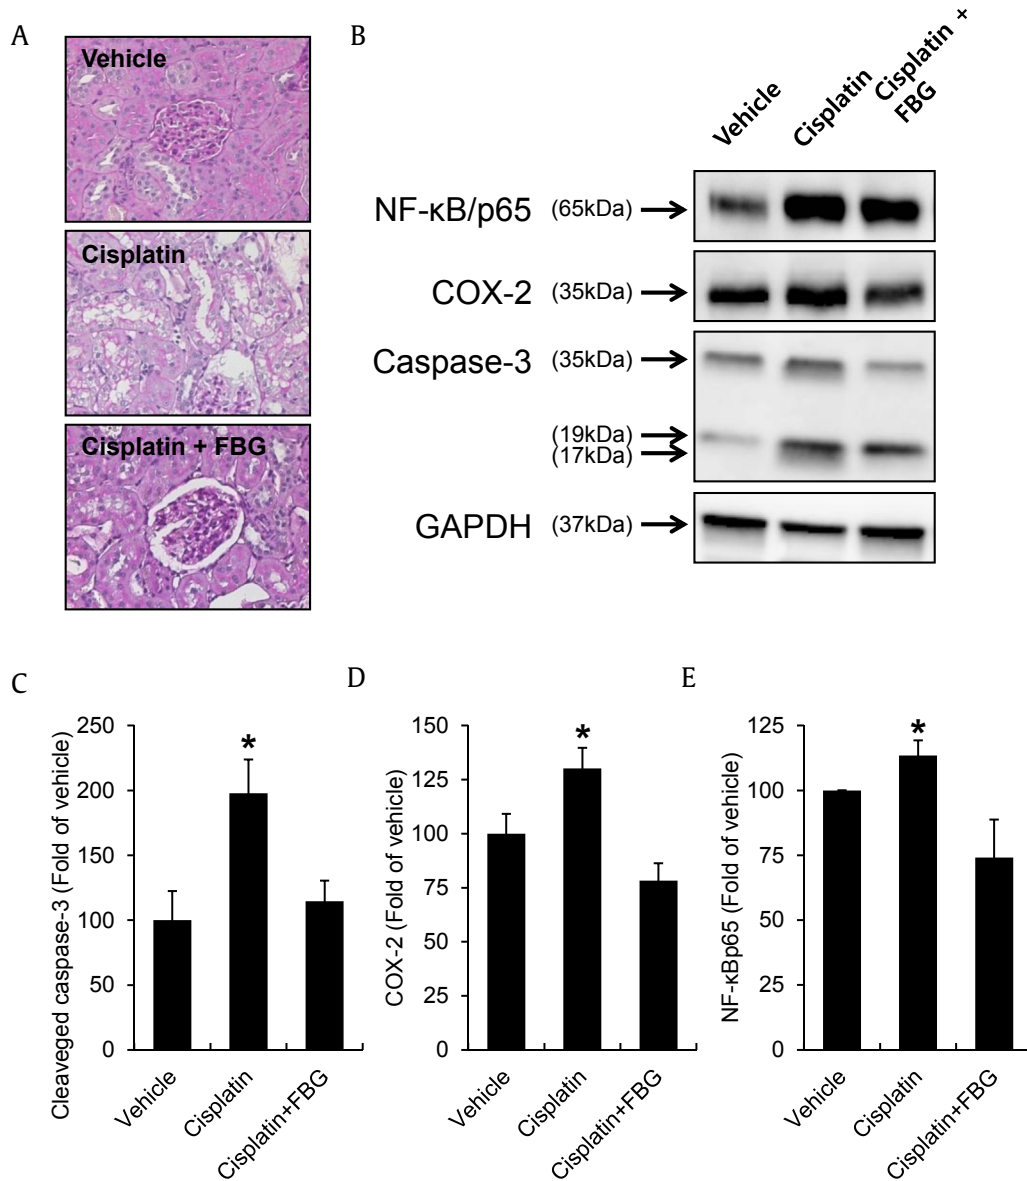 A
Vehicle
Cisplatin
Cisplatin + FBG
B
Vehicle
Cisplatin
Cisplatin +
FBG
NF-κB/p65 (65kDa)
COX-2 (35kDa)
Caspase-3 (35kDa)
(19kDa)
(17kDa)
GAPDH (37kDa)
C
Cleaveged caspase-3 (Fold of vehicle)
250
200
150
100
50
0
*
Vehicle
Cisplatin
Cisplatin+FBG
D
COX-2 (Fold of vehicle)
150
125
100
75
50
25
0
*
Vehicle
Cisplatin
Cisplatin+FBG
E
NF-κBp65 (Fold of vehicle)
125
100
75
50
25
0
*
Vehicle
Cisplatin
Cisplatin+FBG